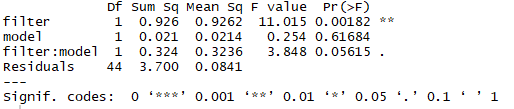 Df Sum Sq Mean Sq F value Pr(>F)
filter 1 0.926 0.9262 11.015 0.00182 **
model 1 0.021 0.0214 0.254 0.61684
filter:model 1 0.324 0.3236 3.848 0.05615 .
Residuals 44 3.700 0.0841
---
Signif. codes: 0 ‘***’ 0.001 ‘**’ 0.01 ‘*’ 0.05 ‘.’ 0.1 ‘ ’ 1